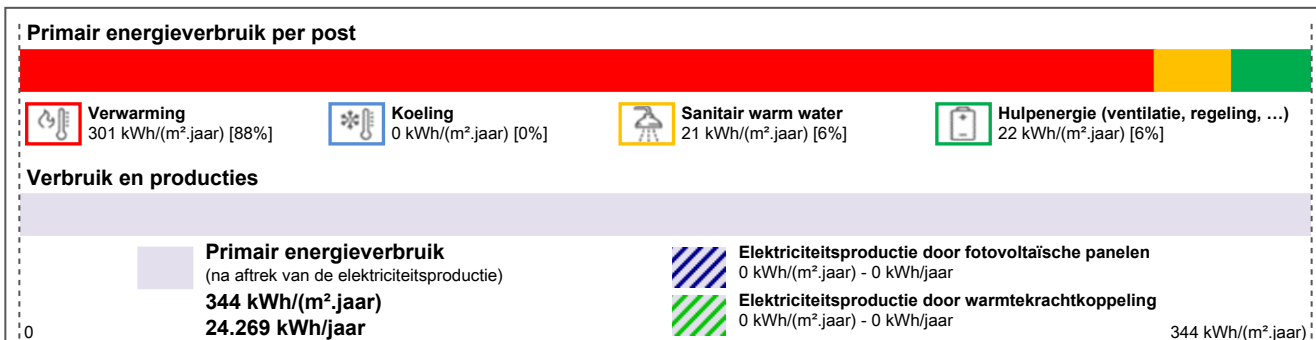 Primair energieverbruik per post
Verwarming
301 kWh/(m².jaar) [88%]
Koeling
0 kWh/(m².jaar) [0%]
Sanitair warm water
21 kWh/(m².jaar) [6%]
Hulpenergie (ventilatie, regeling, …)
22 kWh/(m².jaar) [6%]
Verbruik en producties
Primair energieverbruik
(na aftrek van de elektriciteitsproductie)
344 kWh/(m².jaar)
24.269 kWh/jaar
Elektriciteitsproductie door fotovoltaïsche panelen
0 kWh/(m².jaar) - 0 kWh/jaar
Elektriciteitsproductie door warmtekrachtkoppeling
0 kWh/(m².jaar) - 0 kWh/jaar
0
344 kWh/(m².jaar)